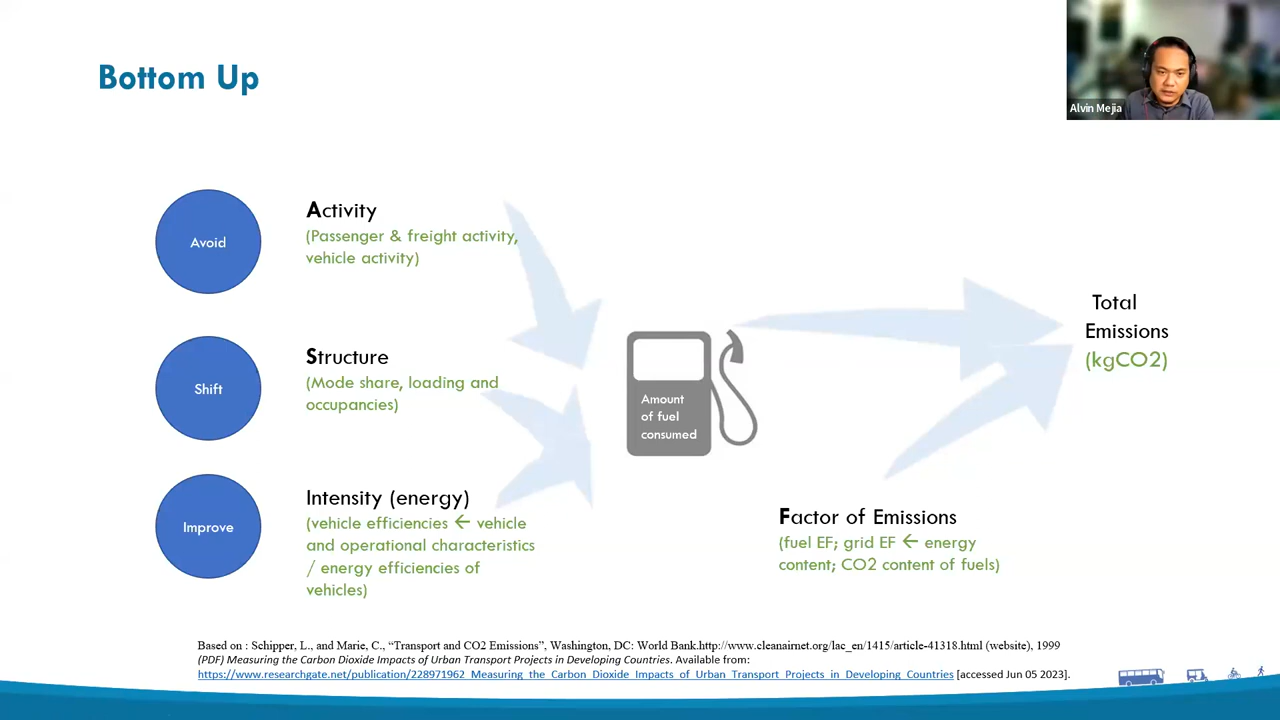 Bottom Up
Alvin Mejia
Avoid
Activity
(Passenger & freight activity,
vehicle activity)
Shift
Structure
(Mode share, loading and
occupancies)
Improve
Intensity (energy)
(vehicle efficiencies ← vehicle
and operational characteristics
/ energy efficiencies of
vehicles)
Amount
of fuel
consumed
Factor of Emissions
(fuel EF; grid EF ← energy
content; CO2 content of fuels)
Total
Emissions
(kgCO2)
Based on : Schipper, L., and Marie, C., “Transport and CO2 Emissions”, Washington, DC: World Bank.http://www.cleanairnet.org/lac_en/1415/article-41318.html (website), 1999
(PDF) Measuring the Carbon Dioxide Impacts of Urban Transport Projects in Developing Countries. Available from:
https://www.researchgate.net/publication/228971962_Measuring_the_Carbon_Dioxide_Impacts_of_Urban_Transport_Projects_in_Developing_Countries [accessed Jun 05 2023].